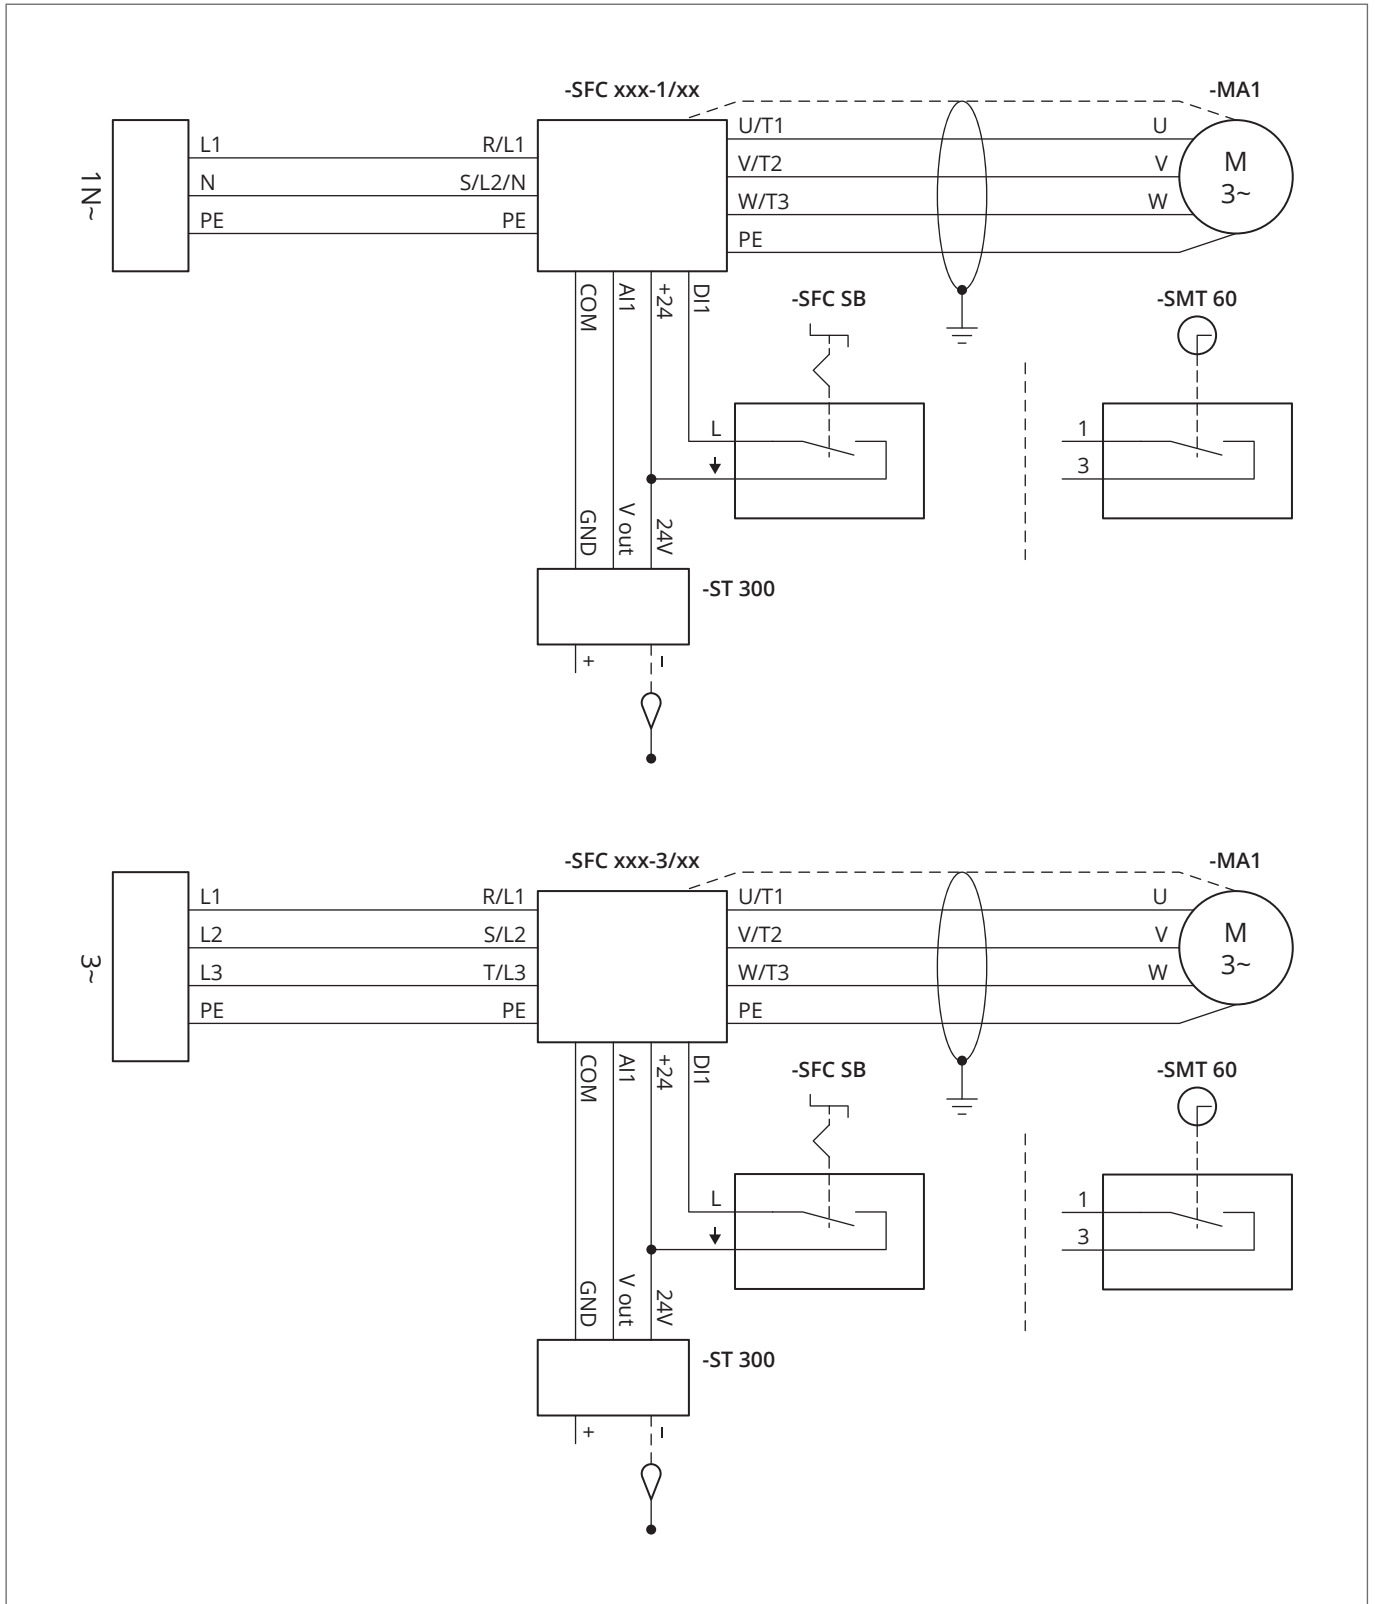 -SFC xxx-1/xx
-MA1
1 N~
L1
R/L1
N
S/L2/N
PE
PE
U/T1
U
V/T2
V
W/T3
W
PE
M
3~
COM
AI1
+24
DI1
-SFC SB
-SMT 60
L
1
3
GND
V out
24V
-ST 300
+
–
-SFC xxx-3/xx
-MA1
3~
L1
R/L1
L2
S/L2
L3
T/L3
PE
PE
U/T1
U
V/T2
V
W/T3
W
PE
M
3~
COM
AI1
+24
DI1
-SFC SB
-SMT 60
L
1
3
GND
V out
24V
-ST 300
+
–